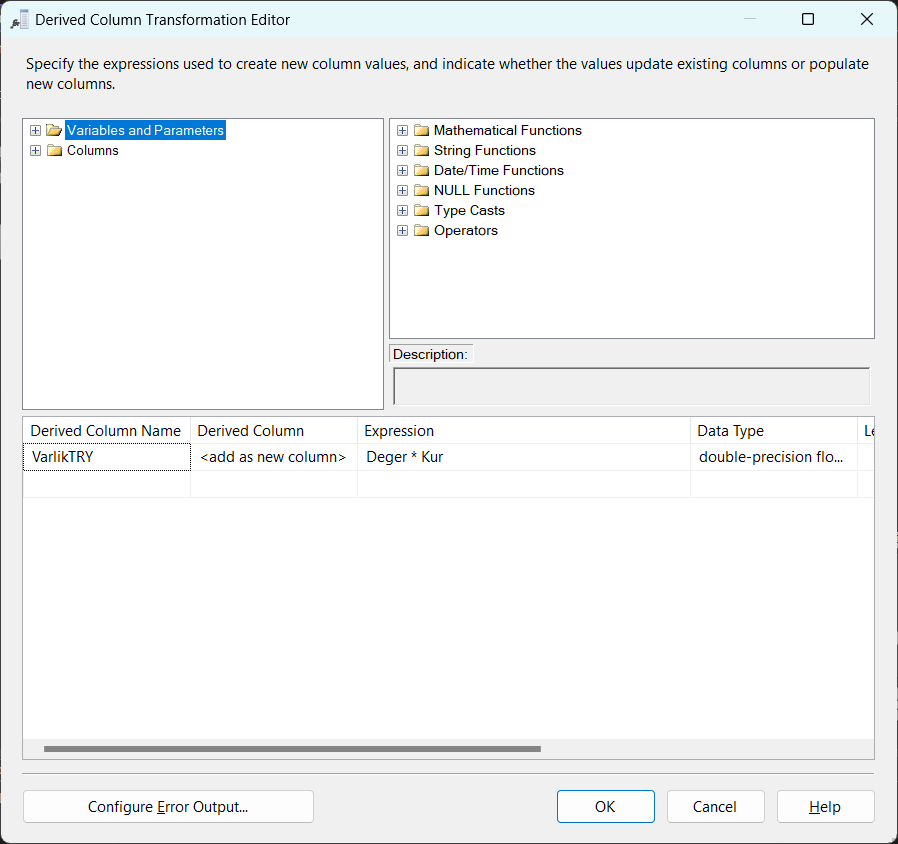 Derived Column Transformation Editor
Specify the expressions used to create new column values, and indicate whether the values update existing columns or populate
new columns.
Variables and Parameters
Columns
Mathematical Functions
String Functions
Date/Time Functions
NULL Functions
Type Casts
Operators
Description:
Derived Column Name Derived Column Expression Data Type Le
VarlikTRY <add as new column> Deger * Kur double-precision flo...
Configure Error Output... OK Cancel Help